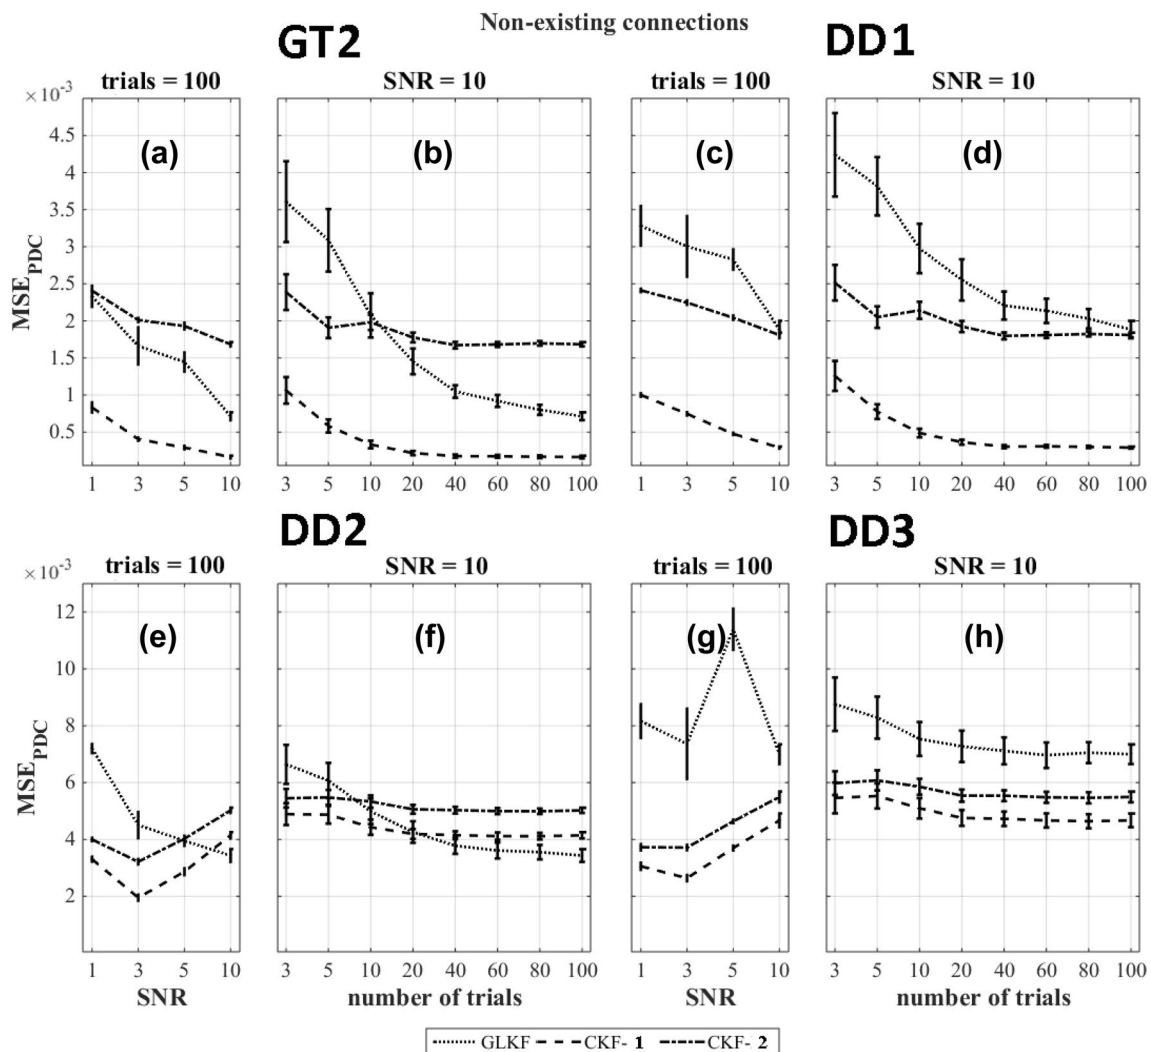 Non-existing connections
GT2
DD1
trials = 100
SNR = 10
trials = 100
SNR = 10
×10⁻³
MSE_PDC
4.5
4
3.5
3
2.5
2
1.5
1
0.5
(a)
(b)
(c)
(d)
1 3 5 10
3 5 10 20 40 60 80 100
1 3 5 10
3 5 10 20 40 60 80 100
DD2
DD3
trials = 100
SNR = 10
trials = 100
SNR = 10
×10⁻³
MSE_PDC
12
10
8
6
4
2
(e)
(f)
(g)
(h)
1 3 5 10
3 5 10 20 40 60 80 100
1 3 5 10
3 5 10 20 40 60 80 100
SNR
number of trials
SNR
number of trials
GLKF CKF- 1 CKF- 2